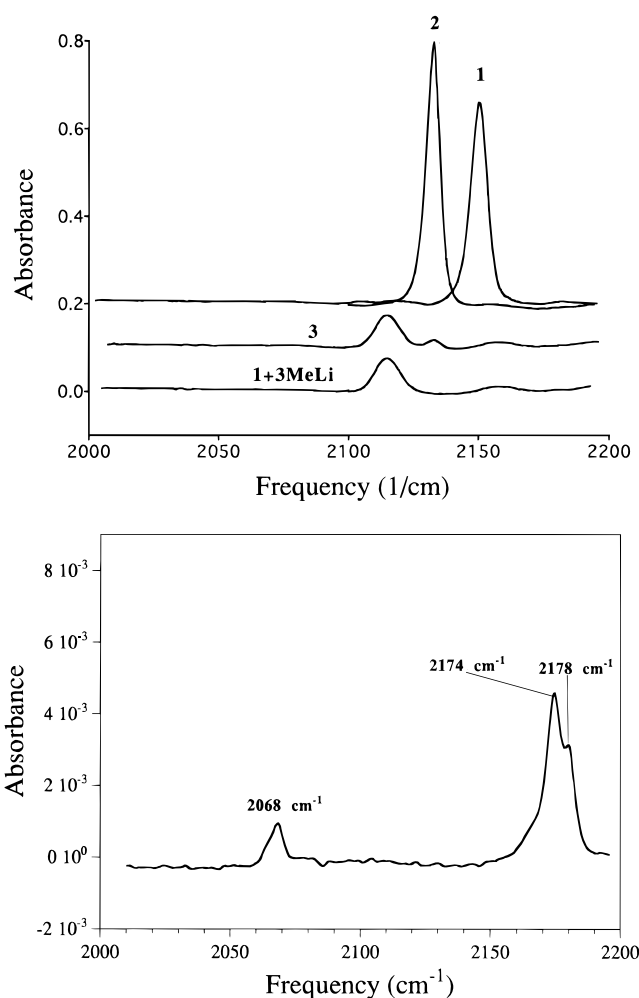 2
1
0.8
0.6
0.4
0.2
0.0
3
1+3MeLi
Absorbance
2000 2050 2100 2150 2200
Frequency (1/cm)
8 10⁻³
6 10⁻³
4 10⁻³
2 10⁻³
0 10⁰
-2 10⁻³
2174 cm⁻¹
2178 cm⁻¹
2068 cm⁻¹
Absorbance
2000 2050 2100 2150 2200
Frequency (cm⁻¹)